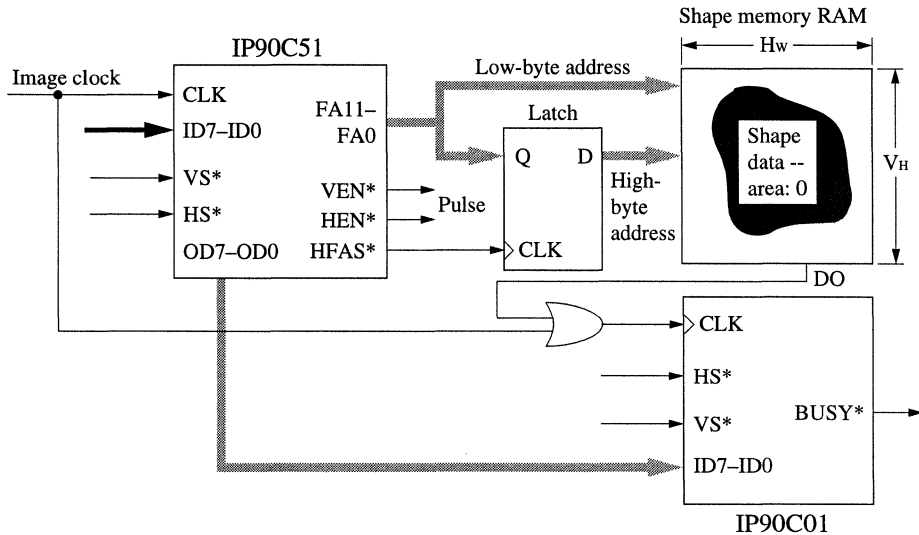 Shape memory RAM
IP90C51
Hw
Image clock
CLK
Low-byte address
FA11–
FA0
Latch
ID7–ID0
Q
D
Shape
data --
area: 0
VH
VS*
VEN*
Pulse
High-
byte
address
HS*
HEN*
OD7–OD0
HFAS*
CLK
DO
CLK
HS*
BUSY*
VS*
ID7–ID0
IP90C01